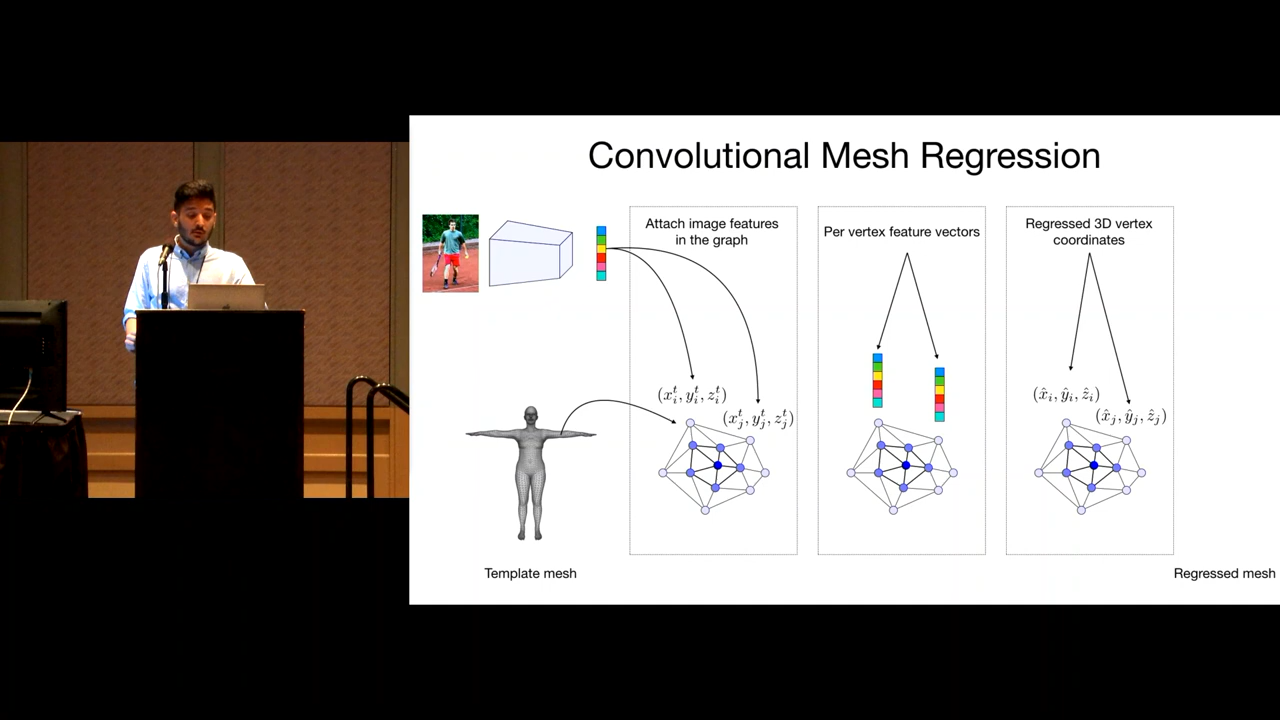 Convolutional Mesh Regression
Attach image features
in the graph
Per vertex feature vectors
Regressed 3D vertex
coordinates
(x_i^t, y_i^t, z_i^t)
(x_j^t, y_j^t, z_j^t)
(x̂_i, ŷ_i, ẑ_i)
(x̂_j, ŷ_j, ẑ_j)
Template mesh
Regressed mesh